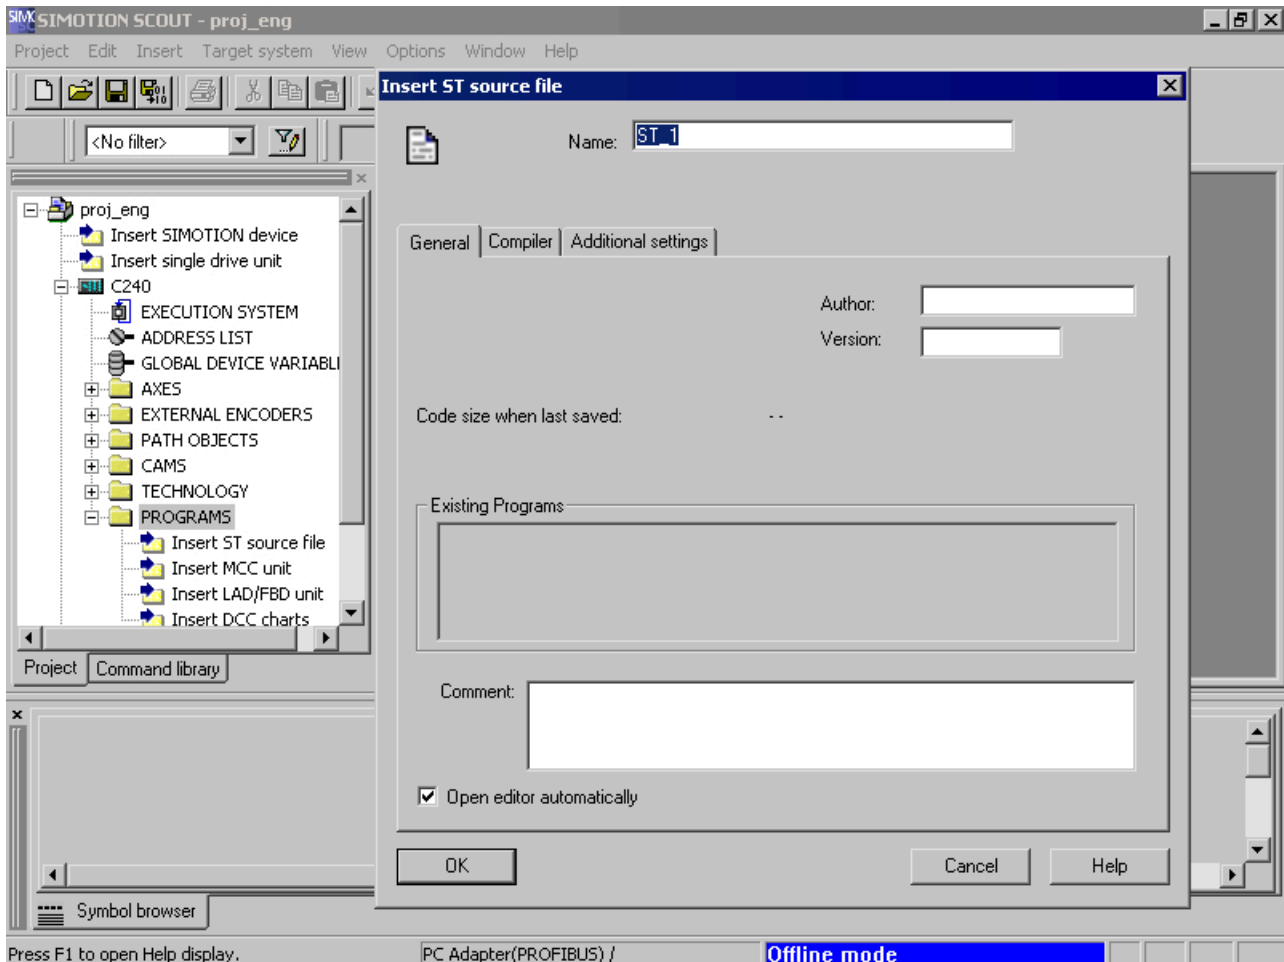 SIMOTION SCOUT - proj_eng
Project Edit Insert Target system View Options Window Help
Insert ST source file
<No filter>
Name: ST_1
proj_eng
Insert SIMOTION device
Insert single drive unit
C240
EXECUTION SYSTEM
ADDRESS LIST
GLOBAL DEVICE VARIABL
AXES
EXTERNAL ENCODERS
PATH OBJECTS
CAMS
TECHNOLOGY
PROGRAMS
Insert ST source file
Insert MCC unit
Insert LAD/FBD unit
Insert DCC charts
Project Command library
General Compiler Additional settings
Author:
Version:
Code size when last saved: - -
Existing Programs
Comment:
Open editor automatically
OK Cancel Help
Symbol browser
Press F1 to open Help display. PC Adapter(PROFIBUS) / Offline mode